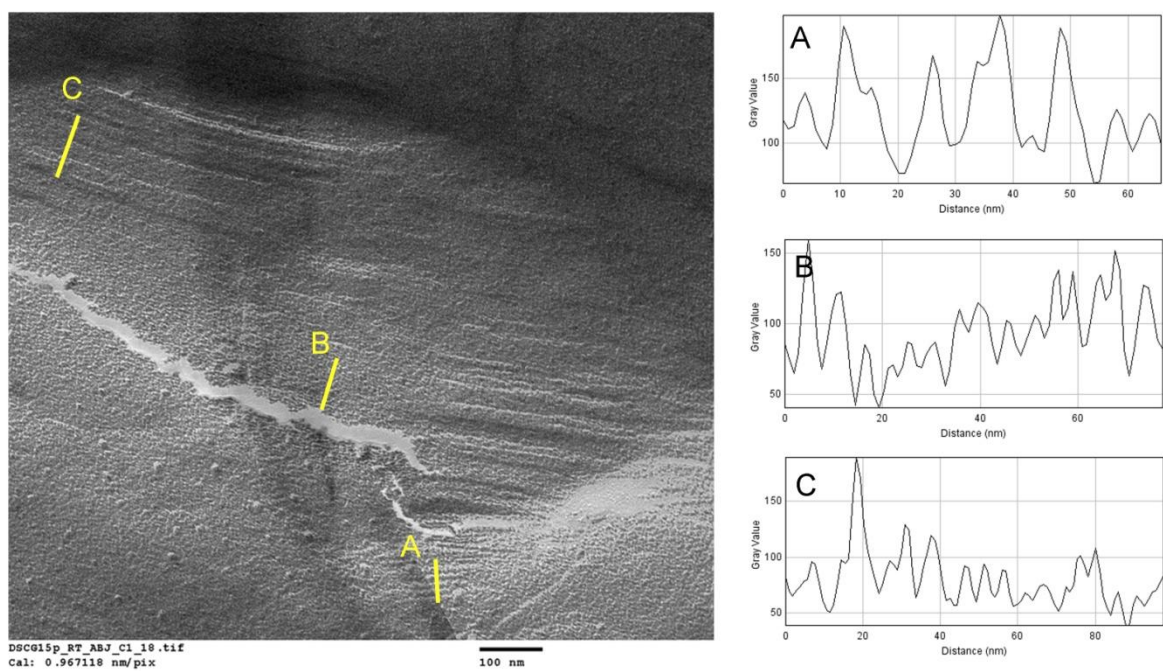 C
B
A
DSCG15p_RT_ABJ_C1_18.tif
Cal: 0.967118 nm/pix
100 nm
A
150
100
Gray Value
0 10 20 30 40 50 60
Distance (nm)
B
150
100
50
Gray Value
0 20 40 60
Distance (nm)
C
150
100
50
Gray Value
0 20 40 60 80
Distance (nm)